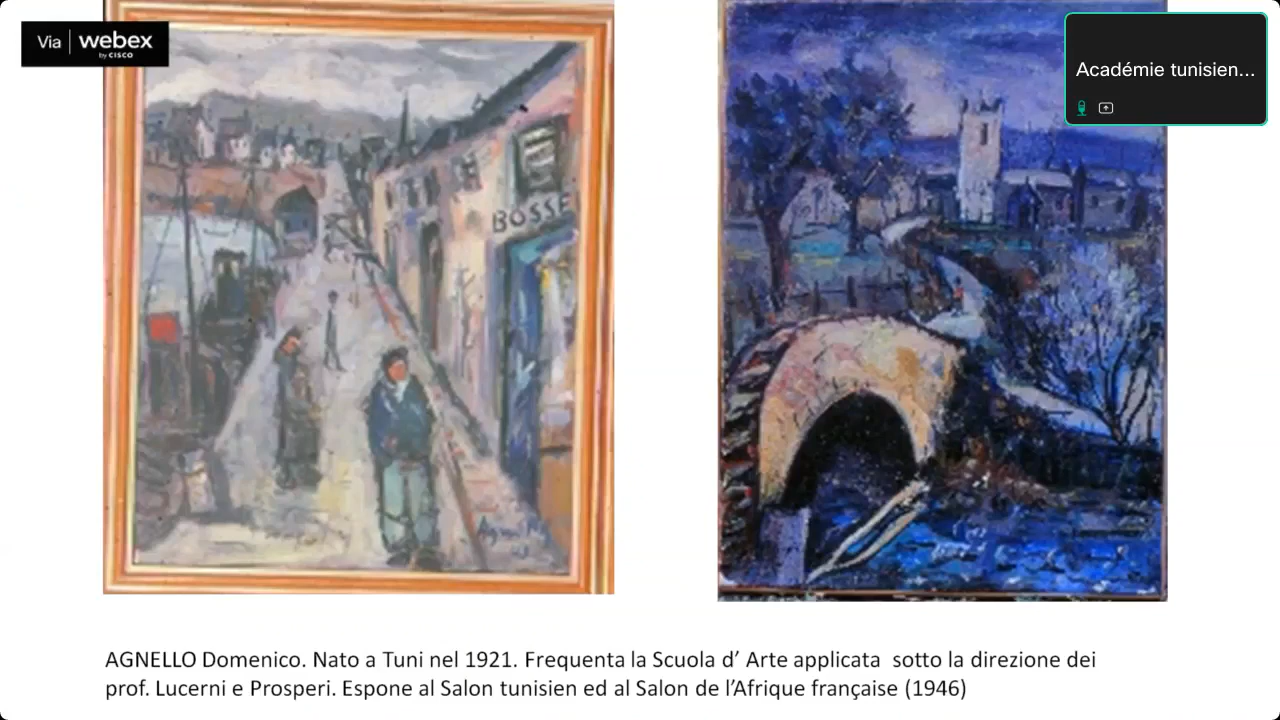 Via webex
by CISCO
Académie tunisien...
BOSSE
AGNELLO Domenico. Nato a Tuni nel 1921. Frequenta la Scuola d’ Arte applicata sotto la direzione dei
prof. Lucerni e Prosperi. Espone al Salon tunisien ed al Salon de l’Afrique française (1946)